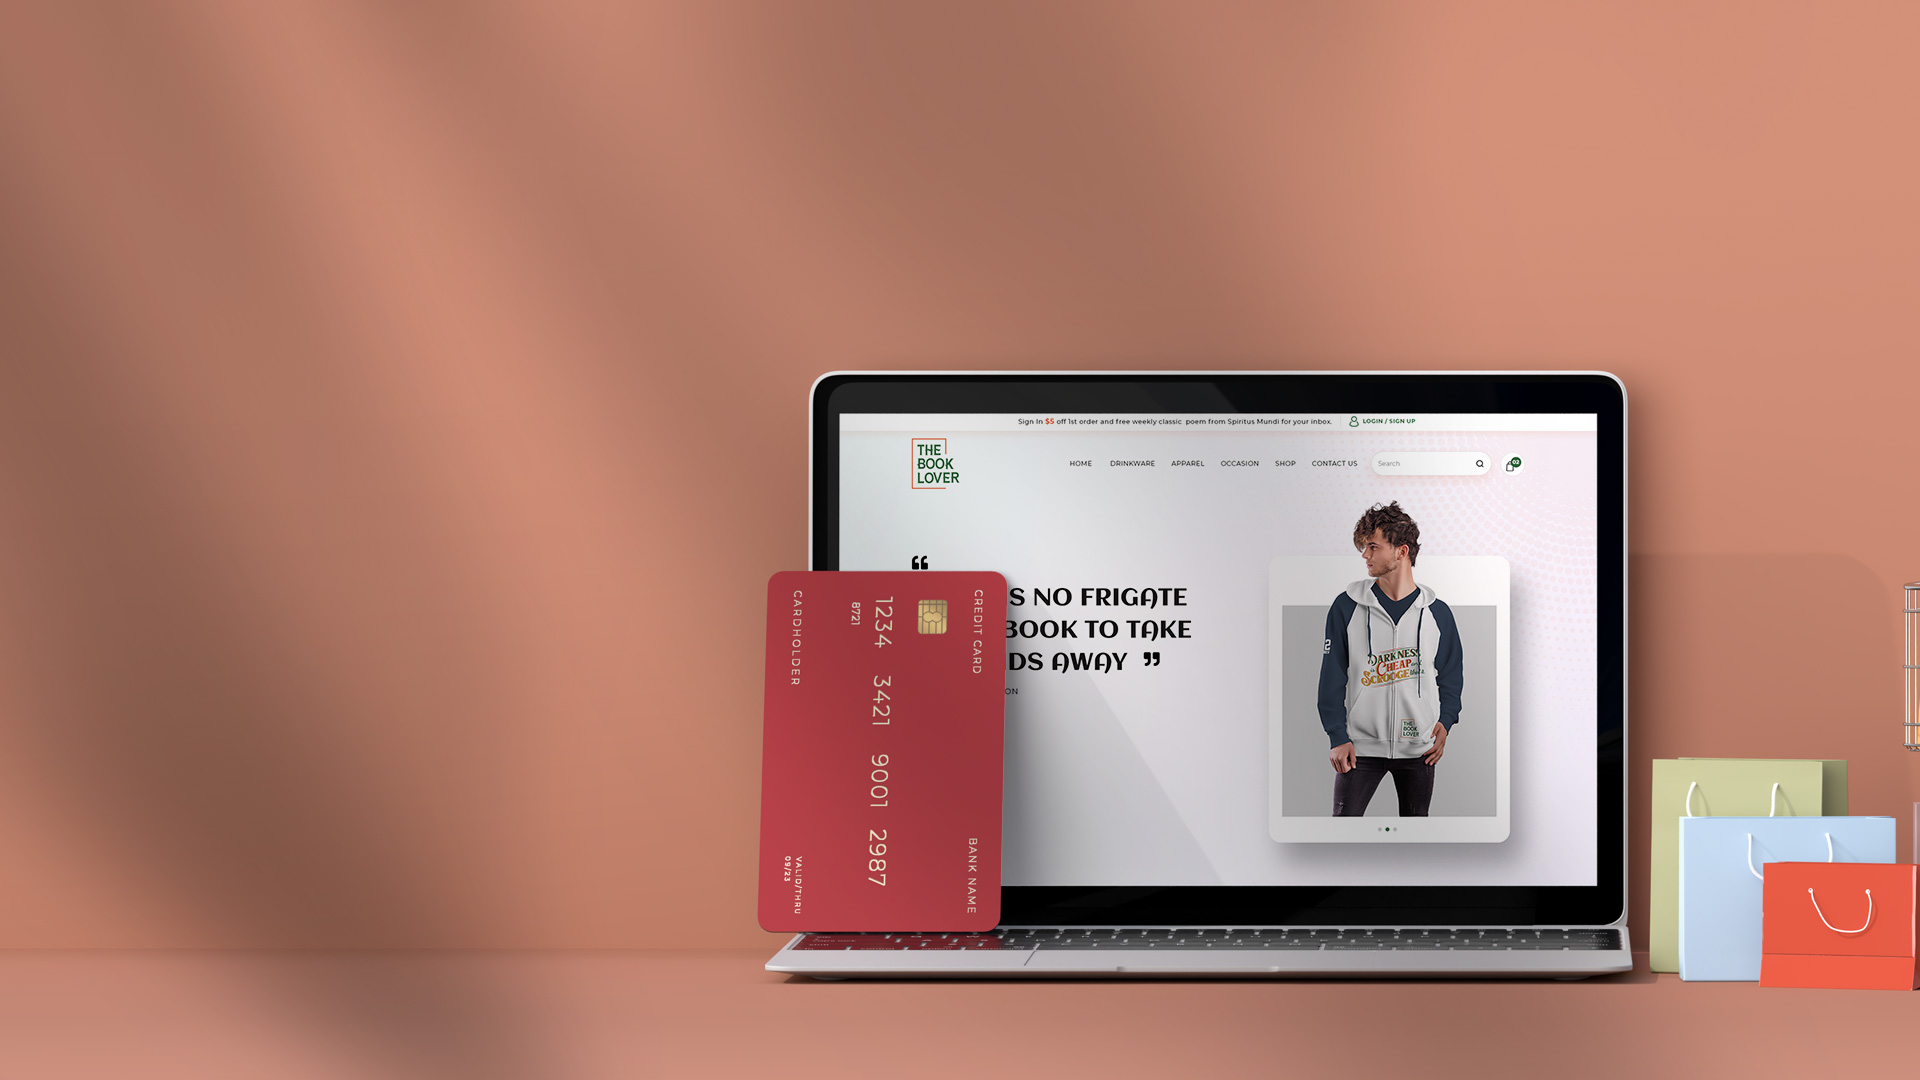 Sign In $5 off 1st order and free weekly classic poem from Spiritus Mundi for your inbox.
LOGIN / SIGN UP
THE
BOOK
LOVER
HOME
DRINKWARE
APPAREL
OCCASION
SHOP
CONTACT US
Search
02
“
S NO FRIGATE
BOOK TO TAKE
DS AWAY ”
ON
DARKNESS
is CHEAP and
SCROOGE
THE
BOOK
LOVER
CREDIT CARD
BANK NAME
1234 3421 9001 2987
8721
CARDHOLDER
VALID/THRU
09/23